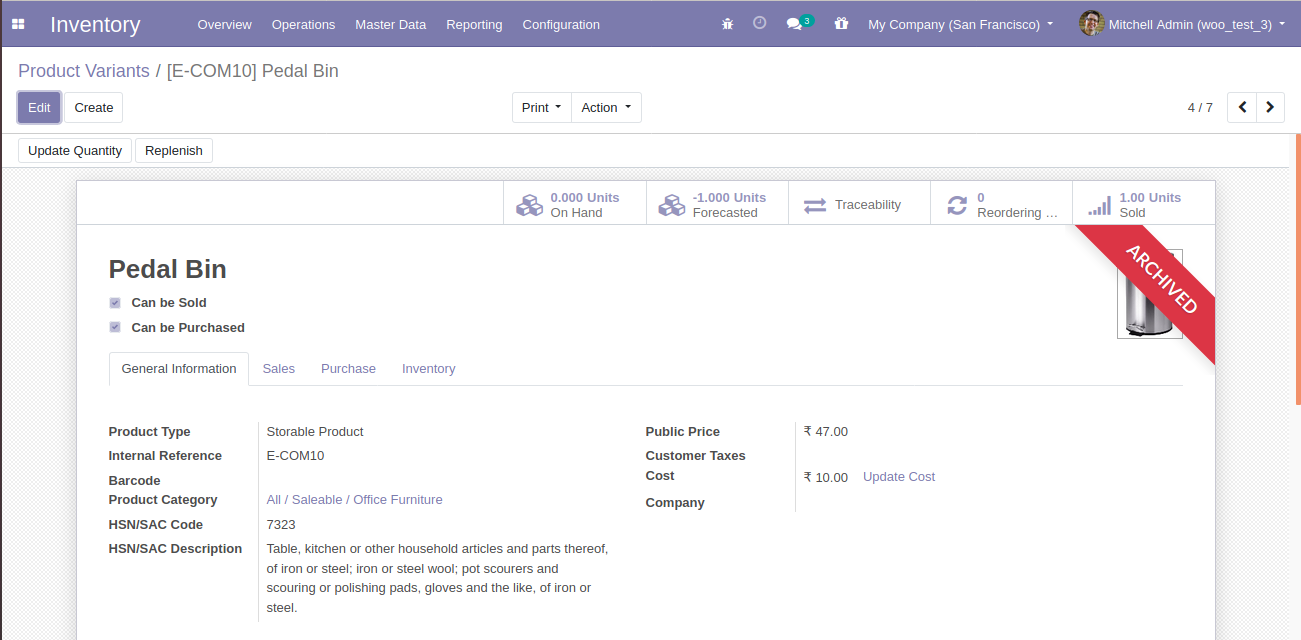 Inventory Overview Operations Master Data Reporting Configuration 3 My Company (San Francisco) Mitchell Admin (woo_test_3)
Product Variants / [E-COM10] Pedal Bin
Edit Create Print Action 4 / 7
Update Quantity Replenish
0.000 Units
On Hand
-1.000 Units
Forecasted
Traceability
0
Reordering ...
1.00 Units
Sold
ARCHIVED
Pedal Bin
Can be Sold
Can be Purchased
General Information Sales Purchase Inventory
Product Type Storable Product
Internal Reference E-COM10
Barcode
Product Category All / Saleable / Office Furniture
HSN/SAC Code 7323
HSN/SAC Description Table, kitchen or other household articles and parts thereof,
of iron or steel; iron or steel wool; pot scourers and
scouring or polishing pads, gloves and the like, of iron or
steel.
Public Price ₹ 47.00
Customer Taxes
Cost ₹ 10.00 Update Cost
Company